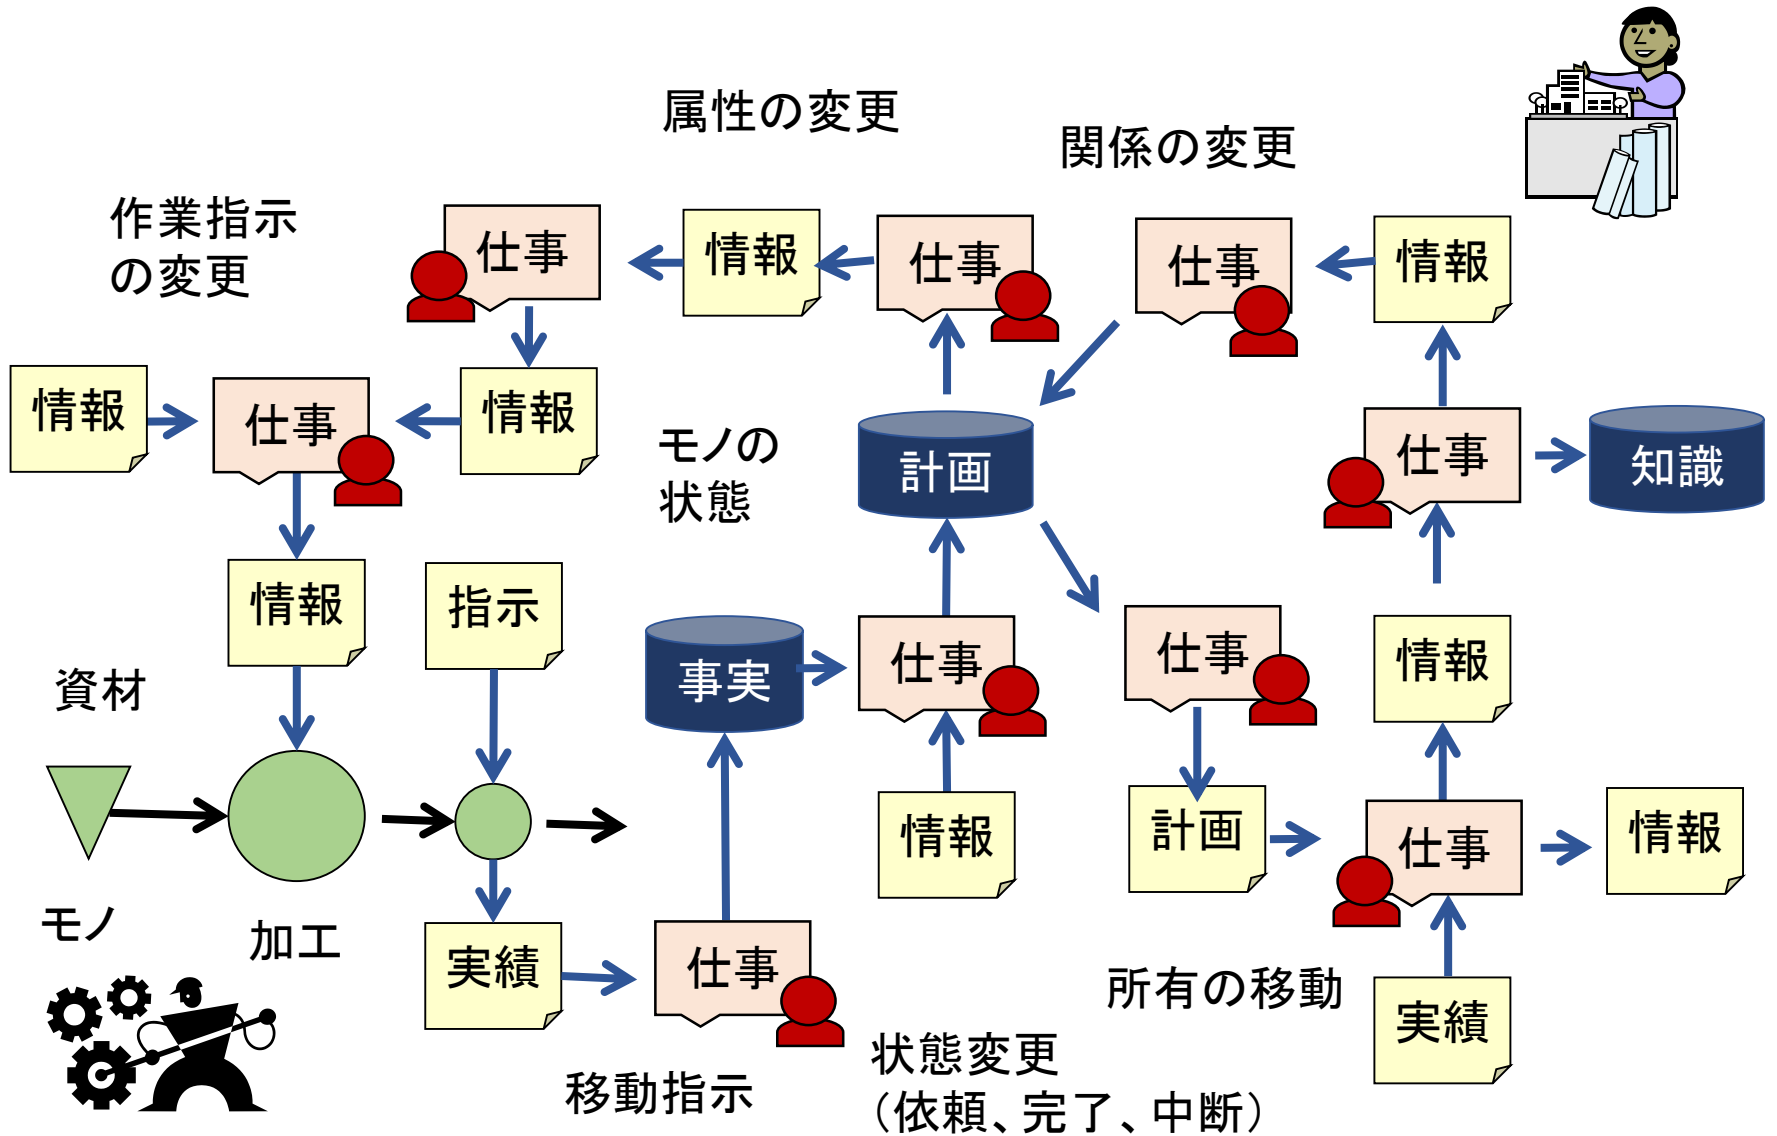 属性の変更
関係の変更
作業指示
の変更
仕事
情報
仕事
仕事
情報
情報
仕事
情報
モノの
状態
計画
仕事
知識
情報
指示
事実
仕事
仕事
情報
資材
情報
計画
仕事
情報
モノ
加工
実績
仕事
所有の移動
実績
移動指示
状態変更
（依頼、完了、中断）